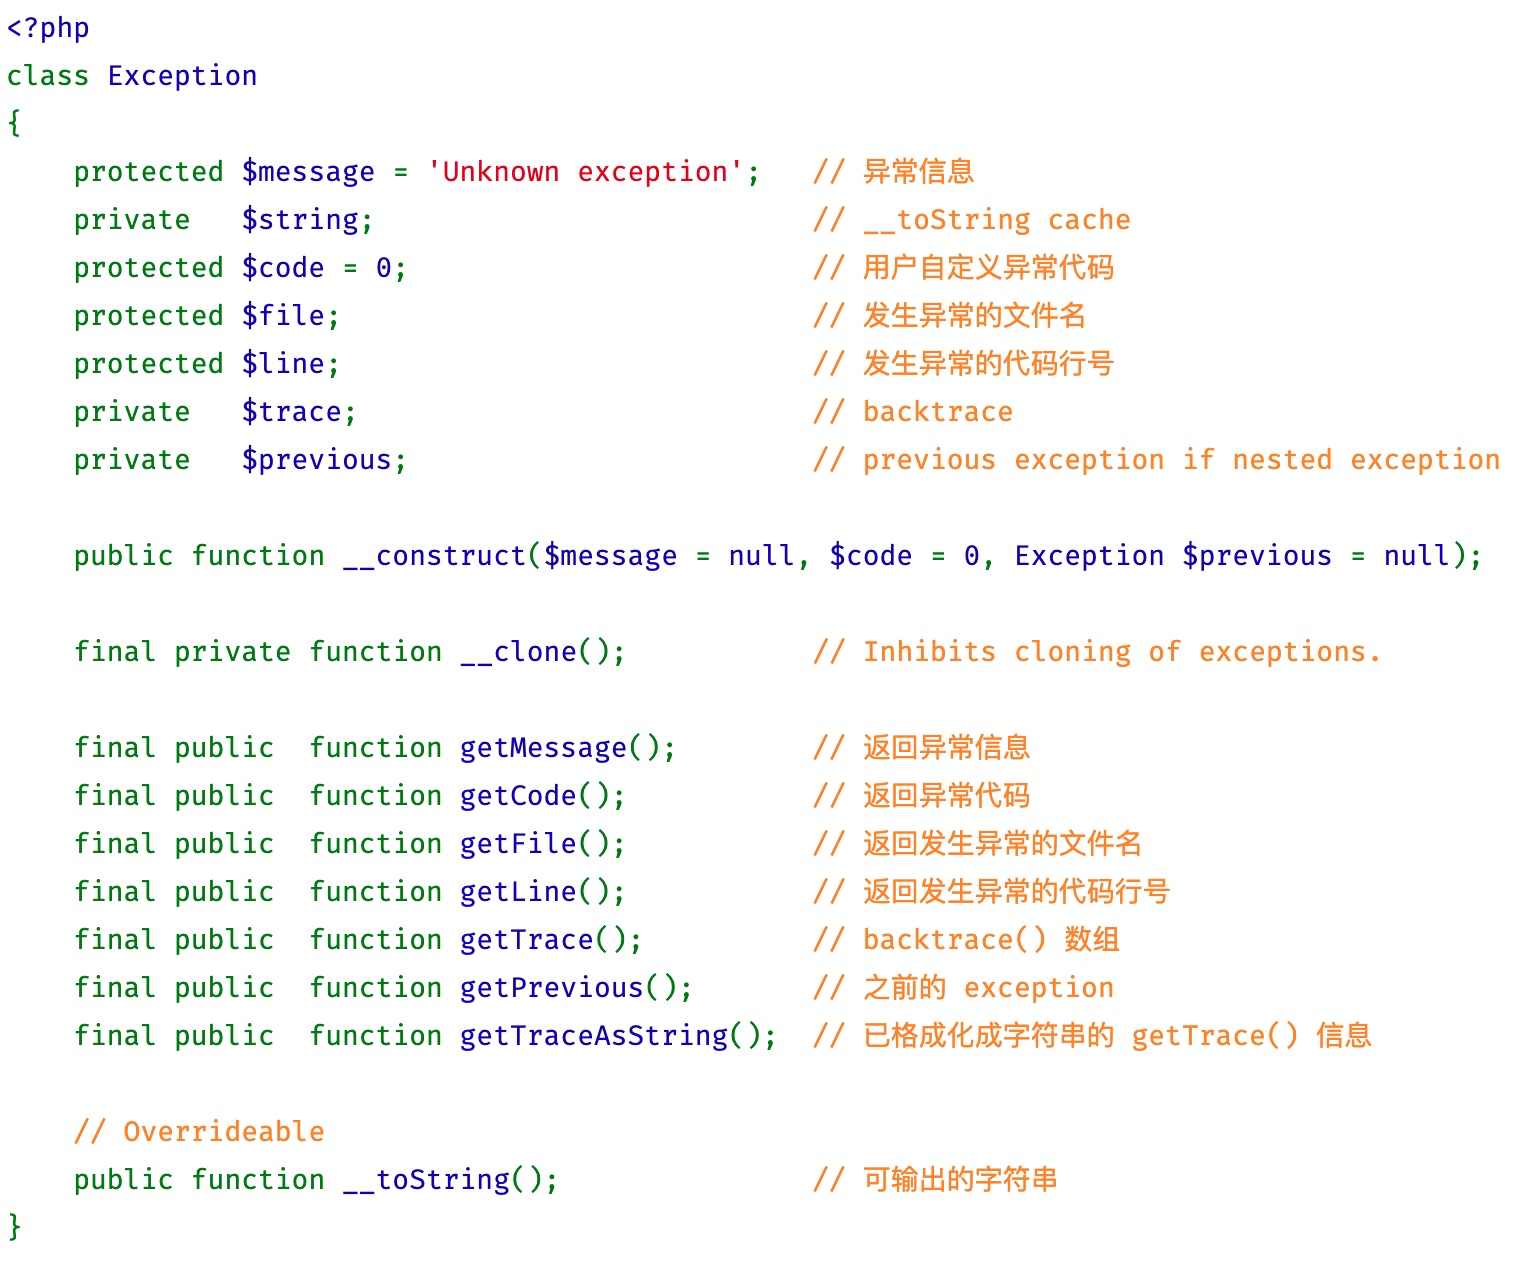 <?php
class Exception
{
    protected $message = 'Unknown exception';   // 异常信息
    private   $string;                          // __toString cache
    protected $code = 0;                        // 用户自定义异常代码
    protected $file;                            // 发生异常的文件名
    protected $line;                            // 发生异常的代码行号
    private   $trace;                           // backtrace
    private   $previous;                        // previous exception if nested exception

    public function __construct($message = null, $code = 0, Exception $previous = null);

    final private function __clone();           // Inhibits cloning of exceptions.

    final public  function getMessage();        // 返回异常信息
    final public  function getCode();           // 返回异常代码
    final public  function getFile();           // 返回发生异常的文件名
    final public  function getLine();           // 返回发生异常的代码行号
    final public  function getTrace();          // backtrace() 数组
    final public  function getPrevious();       // 之前的 exception
    final public  function getTraceAsString();  // 已格成化成字符串的 getTrace() 信息

    // Overrideable
    public function __toString();               // 可输出的字符串
}